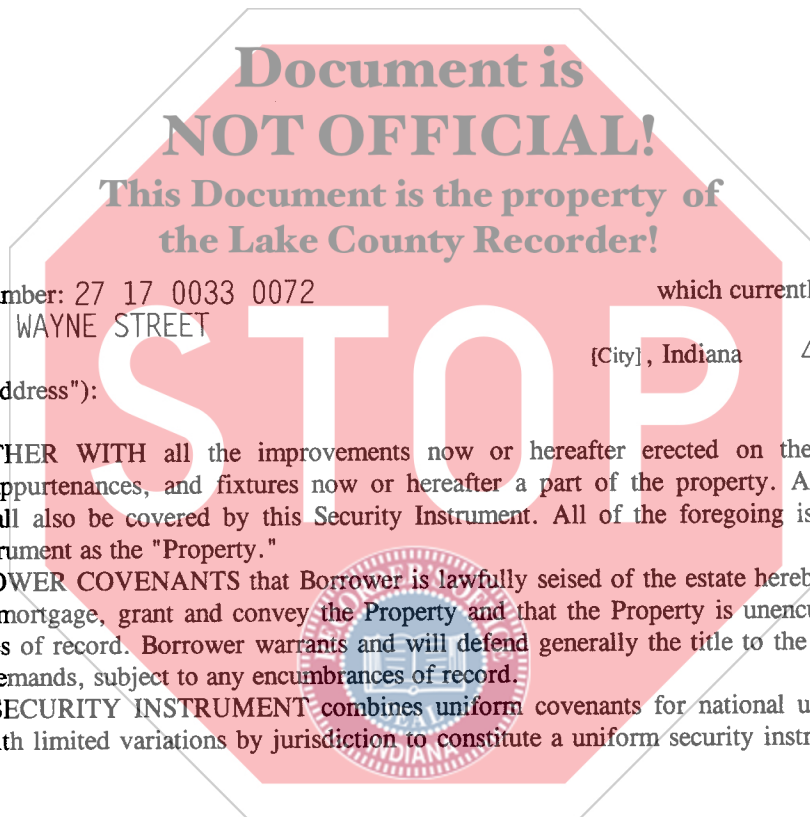 Document is
NOT OFFICIAL!
This Document is the property of
the Lake County Recorder!
mber: 27 17 0033 0072 which currentl
WAYNE STREET
[City], Indiana
ddress"):
STOP
HER WITH all the improvements now or hereafter erected on the
ppurtenances, and fixtures now or hereafter a part of the property. A
ll also be covered by this Security Instrument. All of the foregoing is
rument as the "Property."
OWER COVENANTS that Borrower is lawfully seised of the estate hereb
mortgage, grant and convey the Property and that the Property is unencu
s of record. Borrower warrants and will defend generally the title to the
emands, subject to any encumbrances of record.
SECURITY INSTRUMENT combines uniform covenants for national u
th limited variations by jurisdiction to constitute a uniform security instr
SEAL
INDIANA